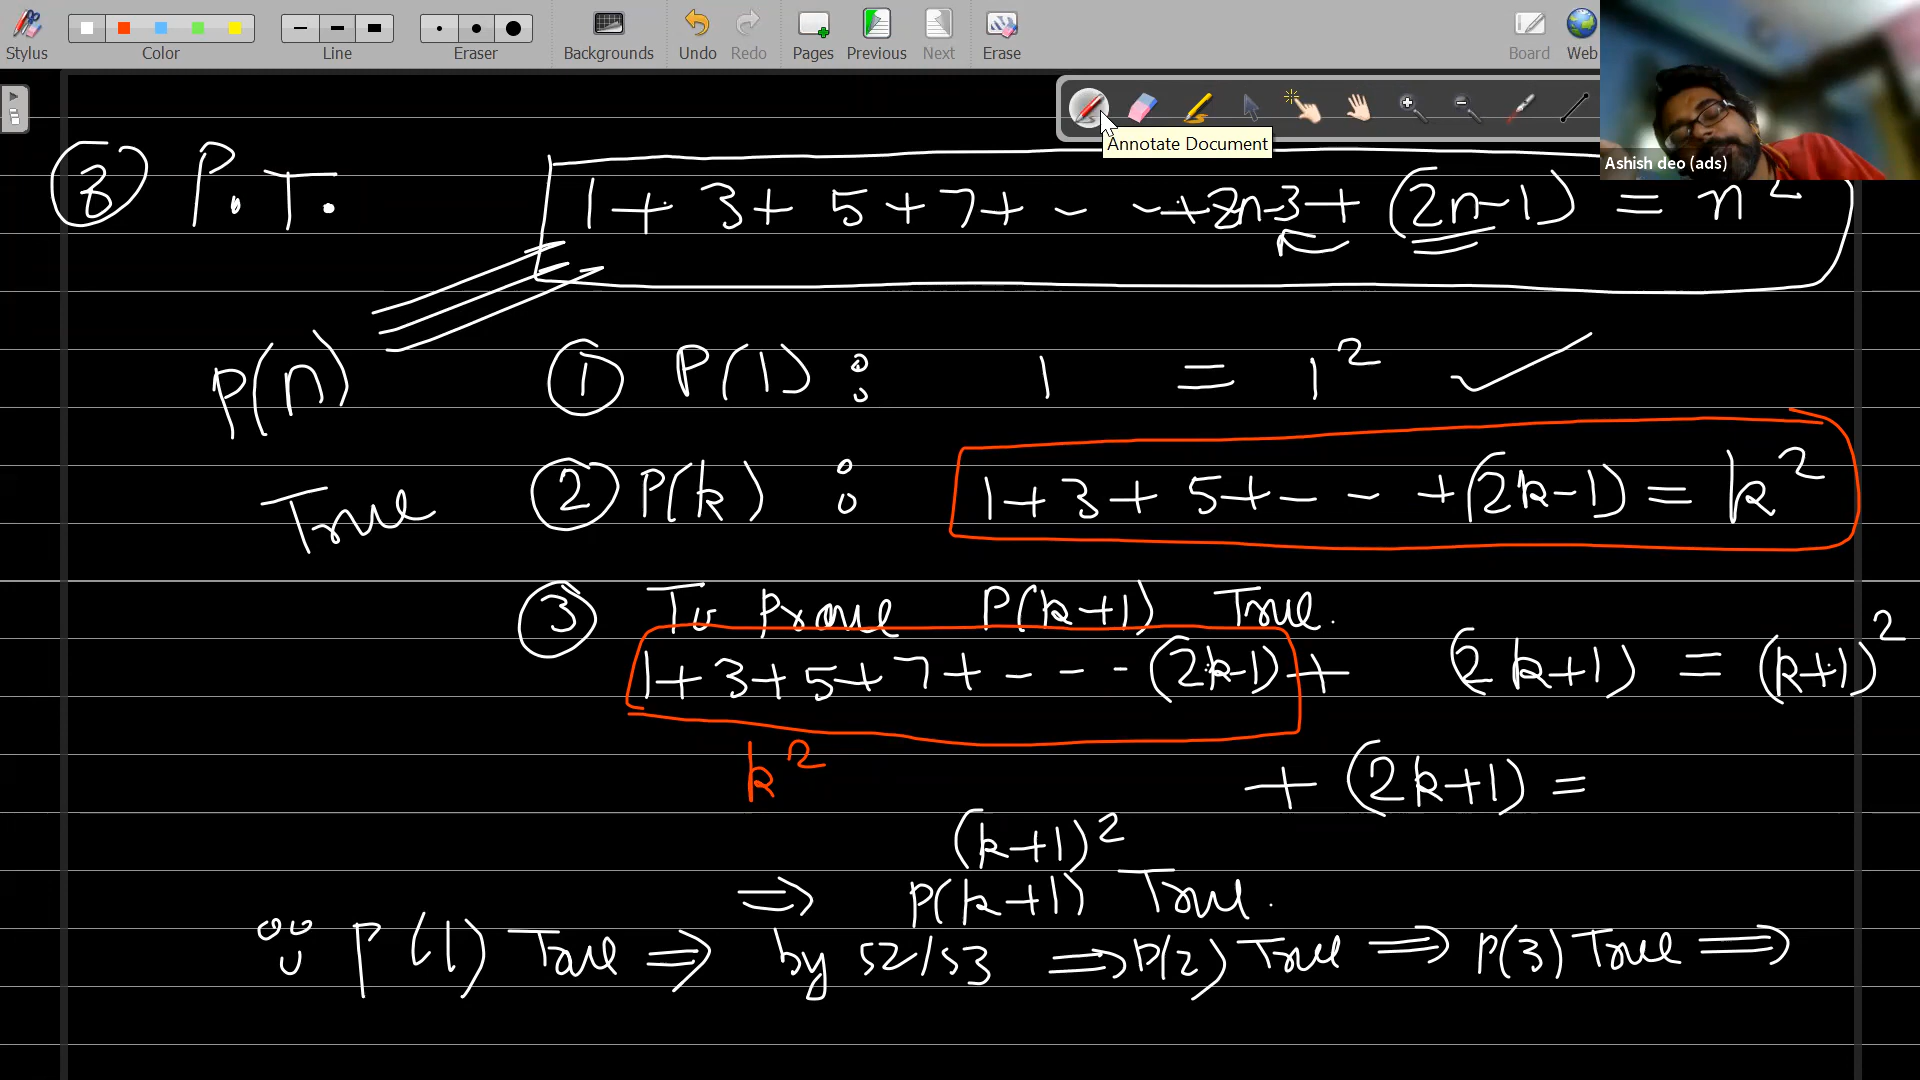 Stylus Color Line Eraser Backgrounds Undo Redo Pages Previous Next Erase Board Web
Annotate Document
Ashish deo (ads)
③ P.T. 1 + 3 + 5 + 7 + - - + 2n-3 + (2n-1) = n²
P(n) ① P(1) : 1 = 1² ✓
True ② P(k) : 1 + 3 + 5 + - - + (2k-1) = k²
③ To Prove P(k+1) True.
1 + 3 + 5 + 7 + - - - (2k-1) + (2k+1) = (k+1)²
k² + (2k+1) =
(k+1)²
⇒ P(k+1) True.
∵ P(1) True ⇒ by S2/S3 ⇒ P(2) True ⇒ P(3) True ⇒